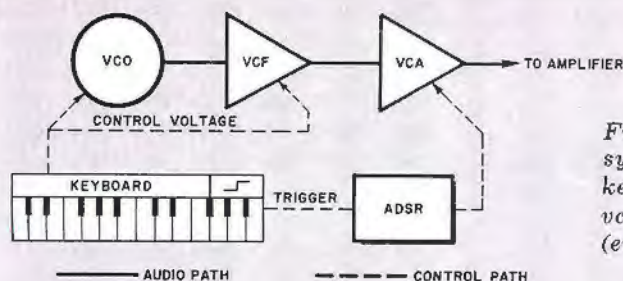 VCO
VCF
VCA
TO AMPLIFIER
CONTROL VOLTAGE
KEYBOARD
TRIGGER
ADSR
AUDIO PATH
CONTROL PATH